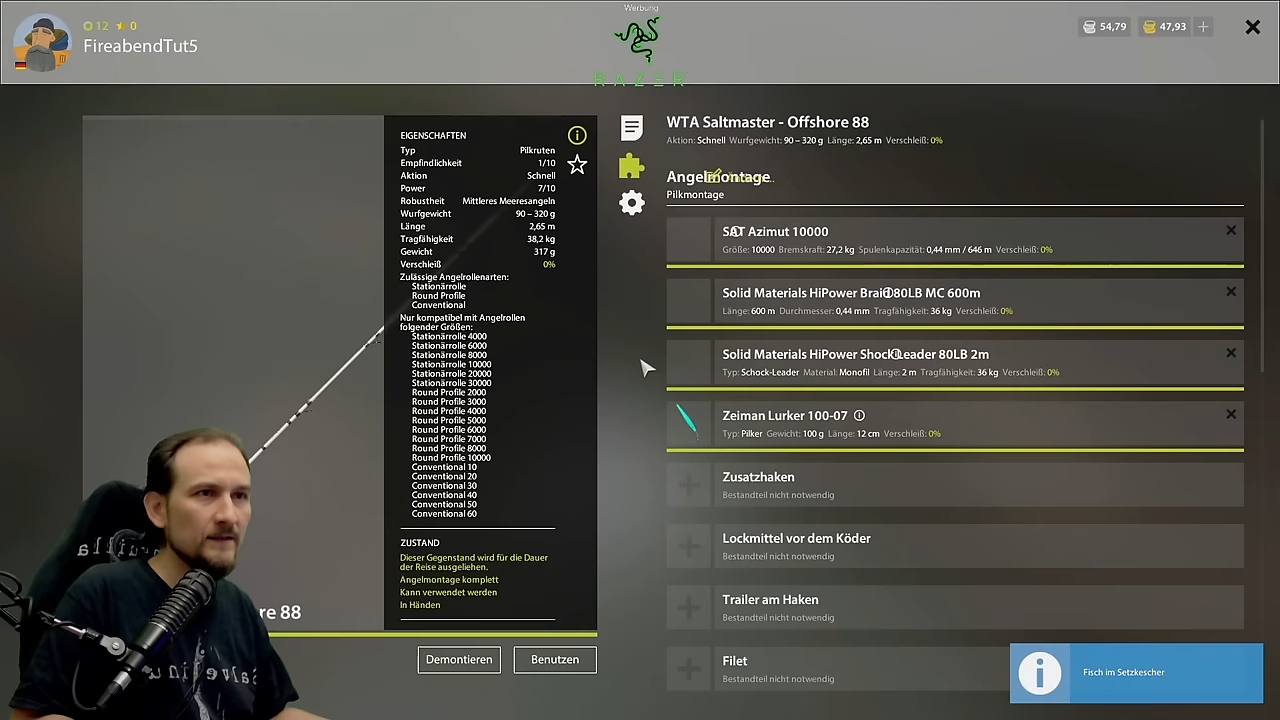 Werbung
12 0
FireabendTut5
RAZER
54,79 47,93
EIGENSCHAFTEN
Typ Pilkruten
Empfindlichkeit 1/10
Aktion Schnell
Power 7/10
Robustheit Mittleres Meeresangeln
Wurfgewicht 90 – 320 g
Länge 2,65 m
Tragfähigkeit 38,2 kg
Gewicht 317 g
Verschleiß 0%
Zulässige Angelrollenarten:
Stationärrolle
Round Profile
Conventional
Nur kompatibel mit Angelrollen
folgender Größen:
Stationärrolle 4000
Stationärrolle 6000
Stationärrolle 8000
Stationärrolle 10000
Stationärrolle 20000
Stationärrolle 30000
Round Profile 2000
Round Profile 3000
Round Profile 4000
Round Profile 5000
Round Profile 6000
Round Profile 7000
Round Profile 8000
Round Profile 10000
Conventional 10
Conventional 20
Conventional 30
Conventional 40
Conventional 50
Conventional 60
ZUSTAND
Dieser Gegenstand wird für die Dauer
der Reise ausgeliehen.
Angelmontage komplett
Kann verwendet werden
In Händen
re 88
Demontieren
Benutzen
WTA Saltmaster - Offshore 88
Aktion: Schnell Wurfgewicht: 90 – 320 g Länge: 2,65 m Verschleiß: 0%
Angelmontage
Pilkmontage
SAT Azimut 10000
Größe: 10000 Bremskraft: 27,2 kg Spulenkapazität: 0,44 mm / 646 m Verschleiß: 0%
Solid Materials HiPower Braid 80LB MC 600m
Länge: 600 m Durchmesser: 0,44 mm Tragfähigkeit: 36 kg Verschleiß: 0%
Solid Materials HiPower Shock Leader 80LB 2m
Typ: Schock-Leader Material: Monofil Länge: 2 m Tragfähigkeit: 36 kg Verschleiß: 0%
Zeiman Lurker 100-07
Typ: Pilker Gewicht: 100 g Länge: 12 cm Verschleiß: 0%
Zusatzhaken
Bestandteil nicht notwendig
Lockmittel vor dem Köder
Bestandteil nicht notwendig
Trailer am Haken
Bestandteil nicht notwendig
Filet
Bestandteil nicht notwendig
Fisch im Setzkescher